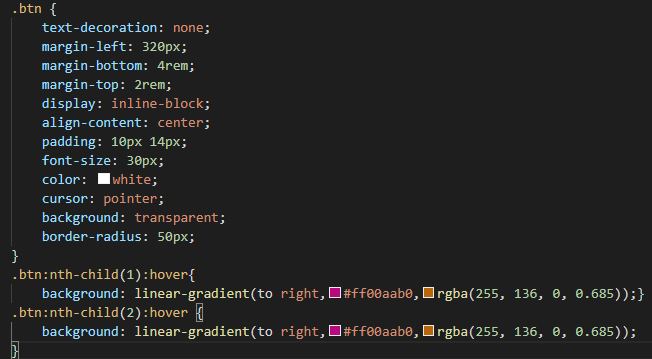 .btn {
    text-decoration: none;
    margin-left: 320px;
    margin-bottom: 4rem;
    margin-top: 2rem;
    display: inline-block;
    align-content: center;
    padding: 10px 14px;
    font-size: 30px;
    color: white;
    cursor: pointer;
    background: transparent;
    border-radius: 50px;
}
.btn:nth-child(1):hover{
    background: linear-gradient(to right,#ff00aab0,rgba(255, 136, 0, 0.685));}
.btn:nth-child(2):hover {
    background: linear-gradient(to right,#ff00aab0,rgba(255, 136, 0, 0.685));
}